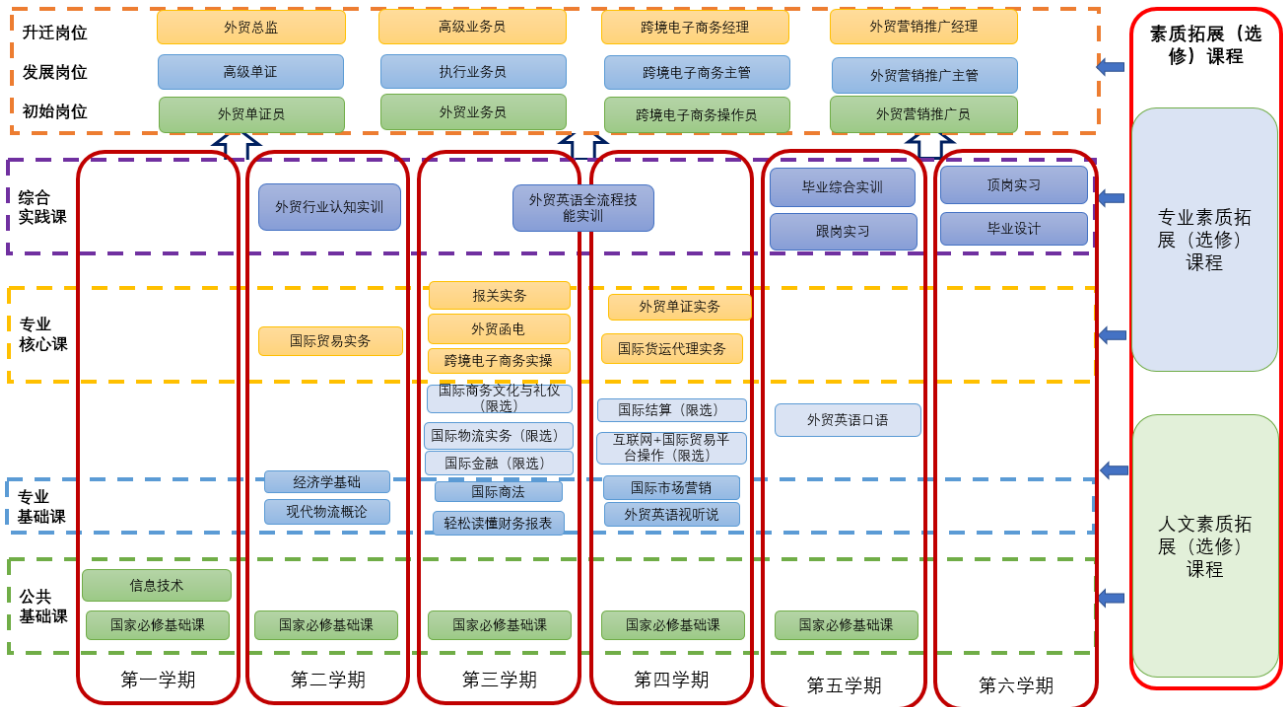 升迁岗位
外贸总监
高级业务员
跨境电子商务经理
外贸营销推广经理
发展岗位
高级单证
执行业务员
跨境电子商务主管
外贸营销推广主管
初始岗位
外贸单证员
外贸业务员
跨境电子商务操作员
外贸营销推广员
素质拓展（选
修）课程
综合
实践课
外贸行业认知实训
外贸英语全流程技
能实训
毕业综合实训
跟岗实习
顶岗实习
毕业设计
专业素质拓
展（选修）
课程
专业
核心课
国际贸易实务
报关实务
外贸函电
跨境电子商务实操
外贸单证实务
国际货运代理实务
国际商务文化与礼仪
（限选）
国际物流实务（限选）
国际金融（限选）
国际结算（限选）
互联网+国际贸易平
台操作（限选）
外贸英语口语
专业
基础课
经济学基础
现代物流概论
国际商法
轻松读懂财务报表
国际市场营销
外贸英语视听说
人文素质拓
展（选修）
课程
公共
基础课
信息技术
国家必修基础课
国家必修基础课
国家必修基础课
国家必修基础课
国家必修基础课
第一学期
第二学期
第三学期
第四学期
第五学期
第六学期